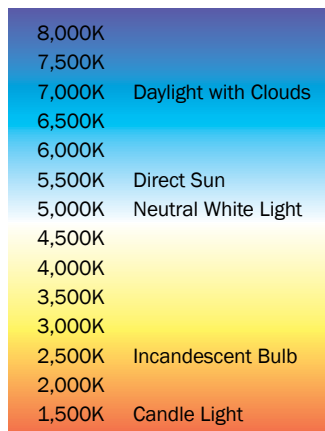 8,000K
7,500K
7,000K Daylight with Clouds
6,500K
6,000K
5,500K Direct Sun
5,000K Neutral White Light
4,500K
4,000K
3,500K
3,000K
2,500K Incandescent Bulb
2,000K
1,500K Candle Light